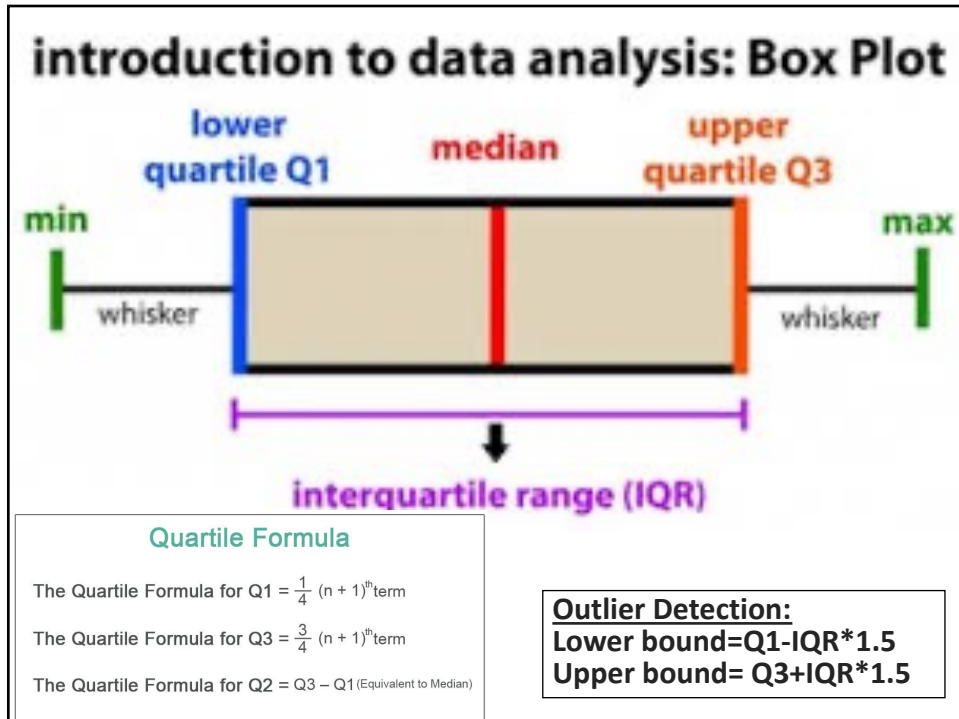 introduction to data analysis: Box Plot
lower
quartile Q1
median
upper
quartile Q3
min
max
whisker
whisker
interquartile range (IQR)
Quartile Formula
The Quartile Formula for Q1 = 1/4 (n + 1)th term
The Quartile Formula for Q3 = 3/4 (n + 1)th term
The Quartile Formula for Q2 = Q3 – Q1 (Equivalent to Median)
Outlier Detection:
Lower bound=Q1-IQR*1.5
Upper bound= Q3+IQR*1.5